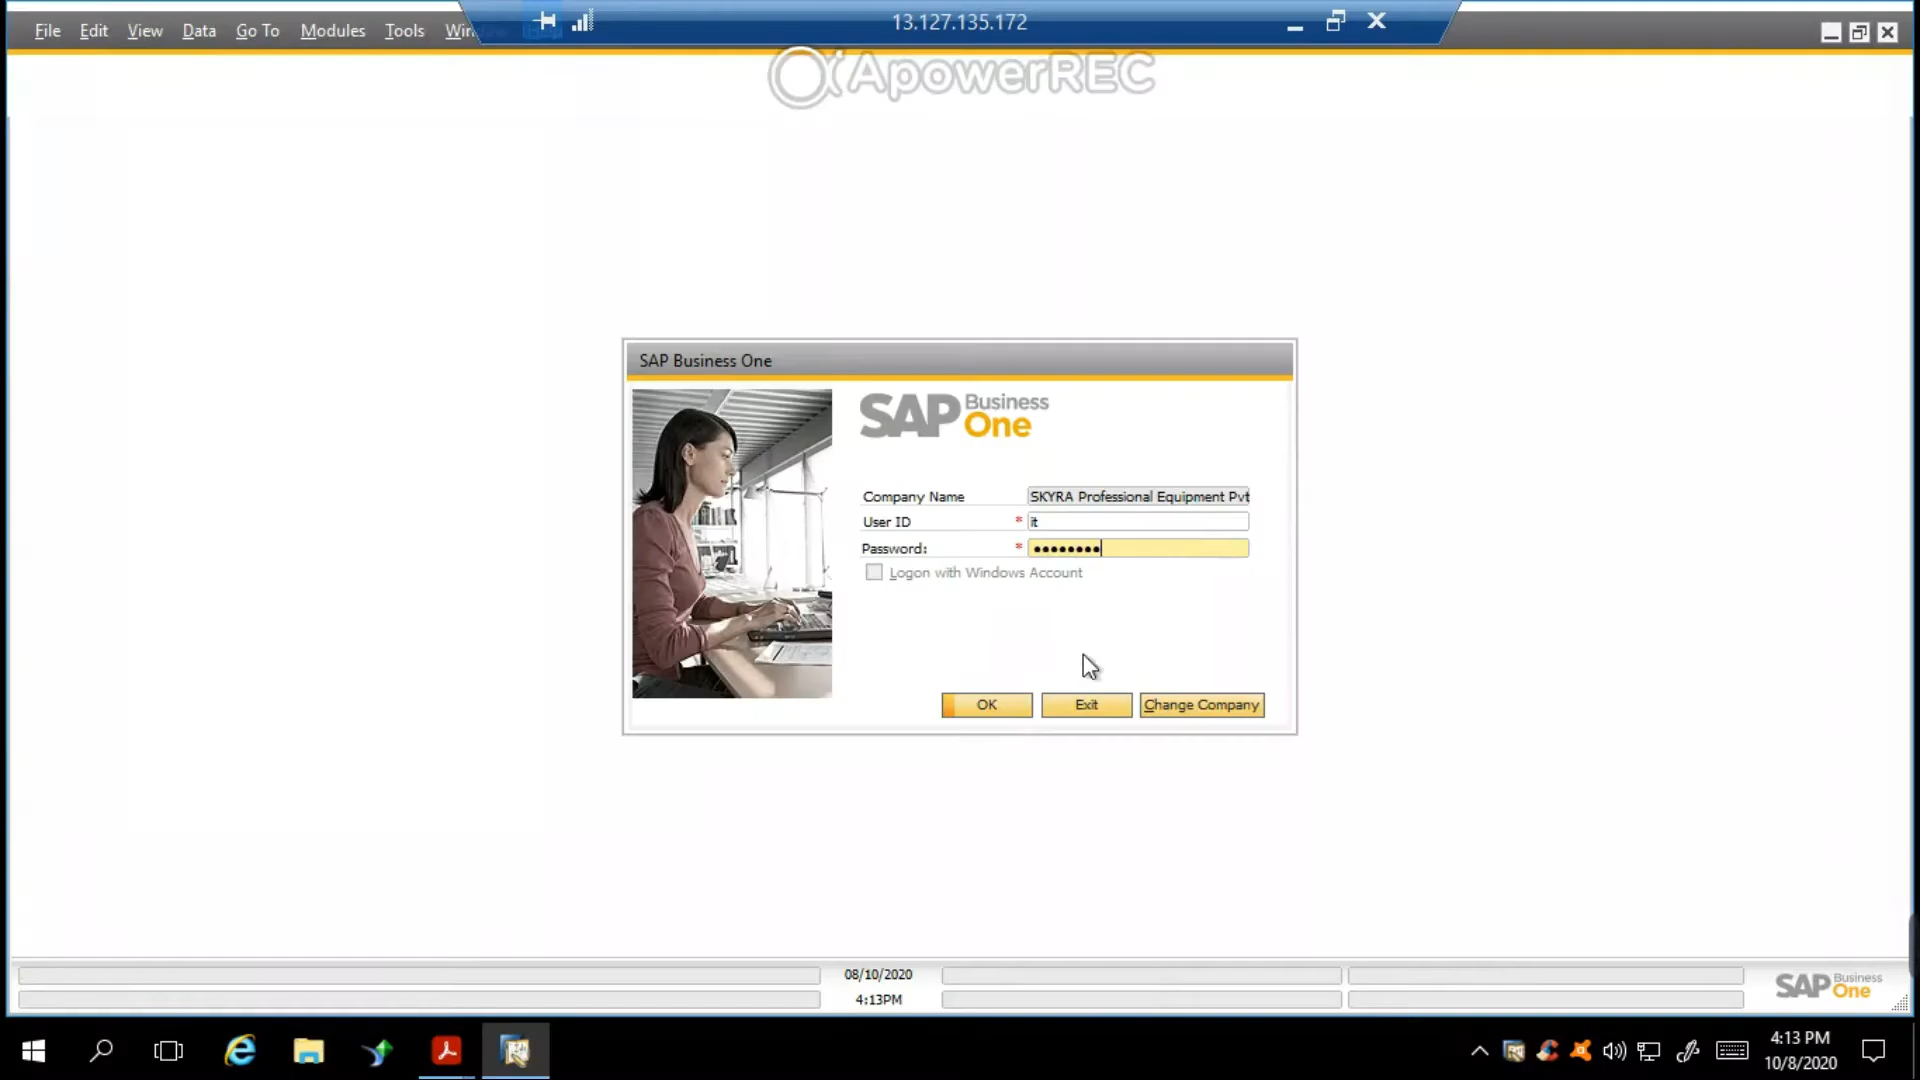 13.127.135.172
File Edit View Data Go To Modules Tools
ApowerREC
SAP Business One
SAP Business One
Company Name SKYRA Professional Equipment Pvt
User ID * it
Password: * ●●●●●●●●
Logon with Windows Account
OK Exit Change Company
08/10/2020
4:13PM
SAP Business One
4:13 PM
10/8/2020